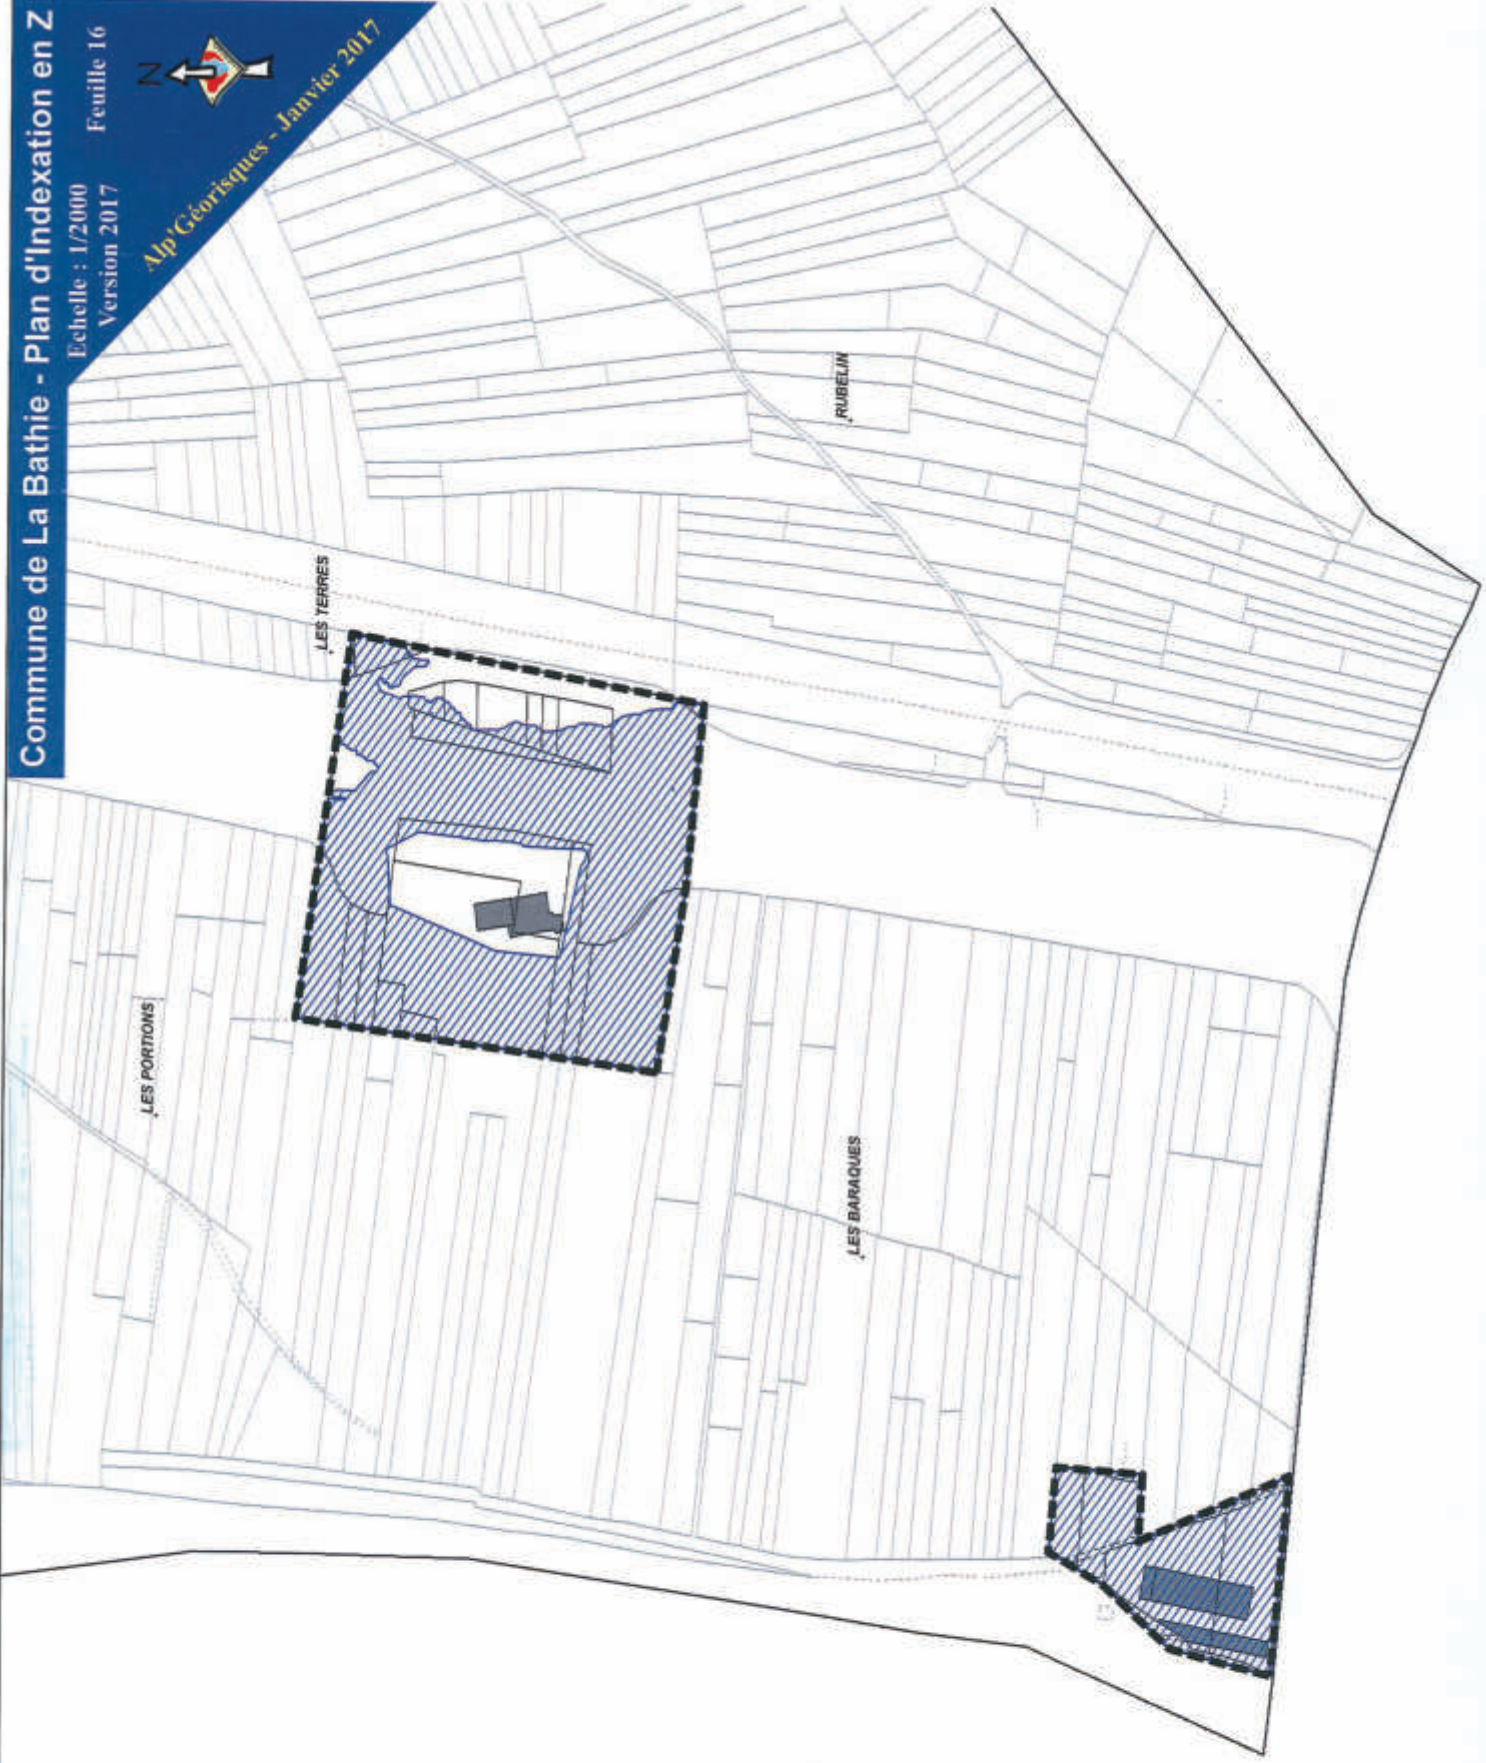 Commune de La Bathie - Plan d'Indexation en Z
Echelle : 1/2000
Feuille 16
Version 2017
Alp'Géorisques - Janvier 2017
N
LES TERRES
RUBELIN
LES PORTIONS
LES BARAQUES